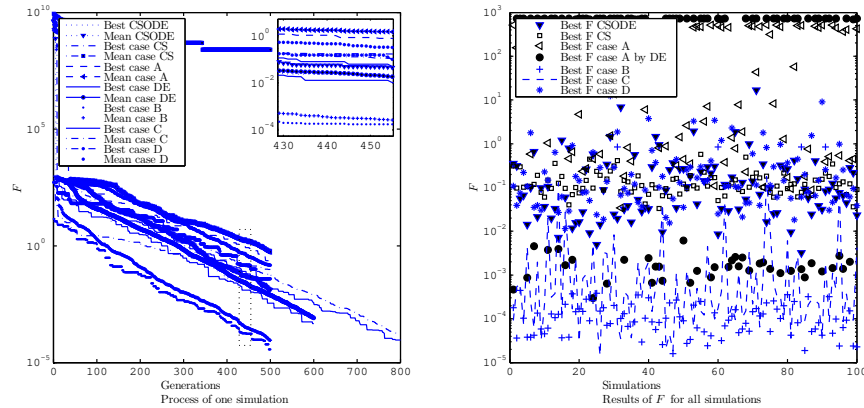 10^10
10^5
10^0
10^-5
F
Best CSODE
Mean CSODE
Best case CS
Mean case CS
Best case A
Mean case A
Best case DE
Mean case DE
Best case B
Mean case B
Best case C
Mean case C
Best case D
Mean case D
10^0
10^-2
10^-4
430 440 450
0 100 200 300 400 500 600 700 800
Generations
Process of one simulation
10^3
10^2
10^1
10^0
10^-1
10^-2
10^-3
10^-4
10^-5
F
Best F CSODE
Best F CS
Best F case A
Best F case A by DE
Best F case B
Best F case C
Best F case D
0 20 40 60 80 100
Simulations
Results of F for all simulations